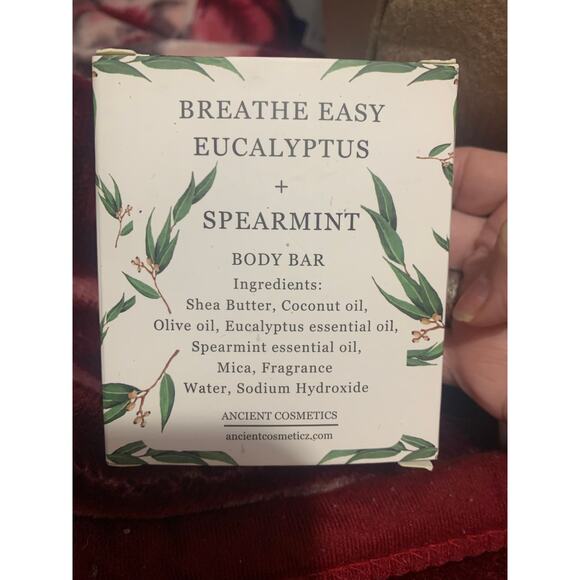 BREATHE EASY
EUCALYPTUS
+
SPEARMINT
BODY BAR
Ingredients:
Shea Butter, Coconut oil,
Olive oil, Eucalyptus essential oil,
Spearmint essential oil,
Mica, Fragrance
Water, Sodium Hydroxide
ANCIENT COSMETICS
ancientcosmeticz.com